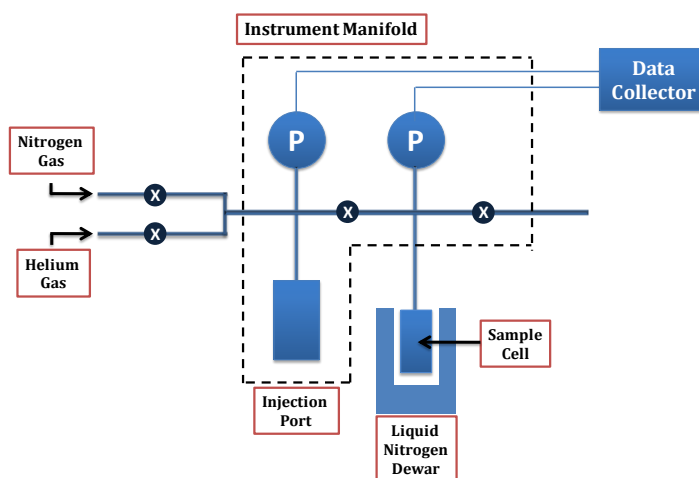 Instrument Manifold
Data
Collector
P
P
Nitrogen
Gas
X
X
X
X
Helium
Gas
Sample
Cell
Injection
Port
Liquid
Nitrogen
Dewar